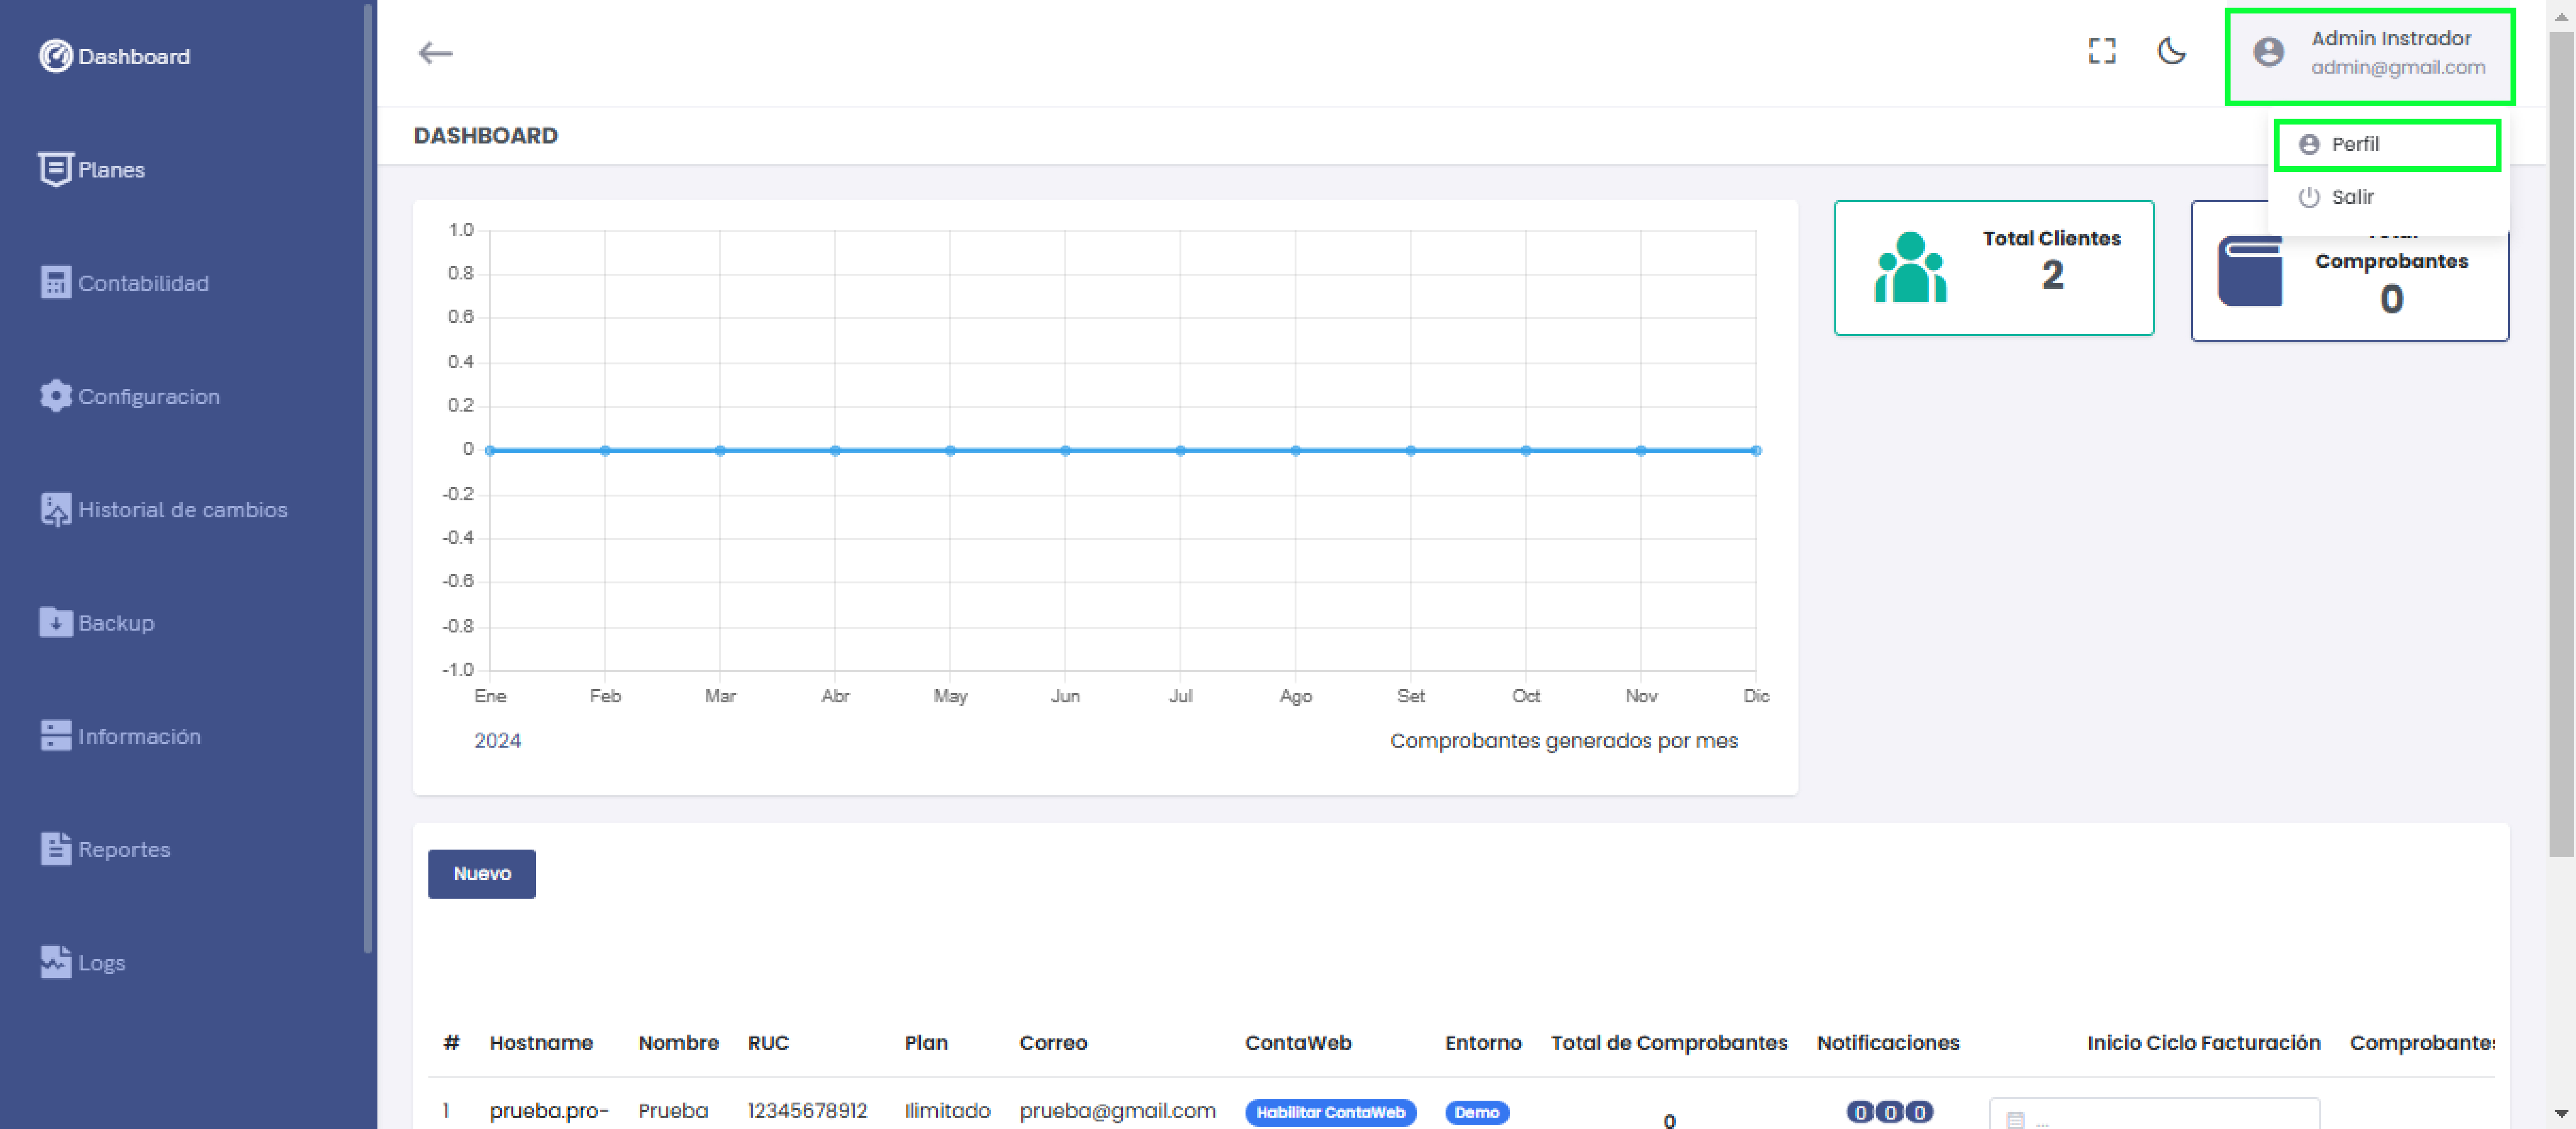 Dashboard
Planes
Contabilidad
Configuracion
Historial de cambios
Backup
Información
Reportes
Logs
Admin Instrador
admin@gmail.com
Perfil
Salir
DASHBOARD
1.0
0.8
0.6
0.4
0.2
0
-0.2
-0.4
-0.6
-0.8
-1.0
Ene Feb Mar Abr May Jun Jul Ago Set Oct Nov Dic
2024 Comprobantes generados por mes
Total Clientes
2
Comprobantes
0
Nuevo
# Hostname Nombre RUC Plan Correo ContaWeb Entorno Total de Comprobantes Notificaciones Inicio Ciclo Facturación Comprobantes
1 prueba.pro- Prueba 12345678912 Ilimitado prueba@gmail.com Habilitar ContaWeb Demo 0 0 0 0 ...